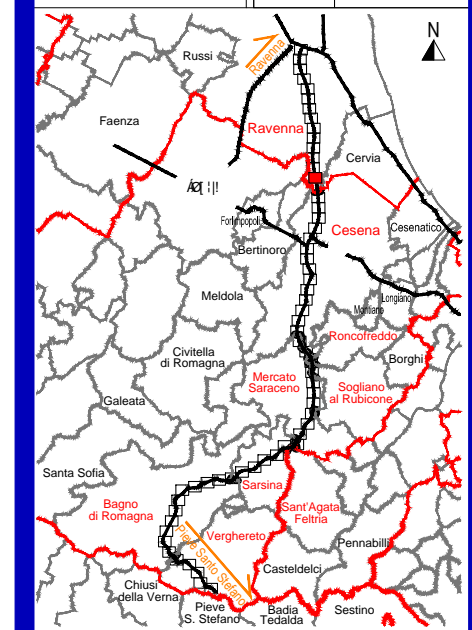 N
Russi
Ravenna
Faenza
Ravenna
Cervia
Forlimpopoli
Cesena
Cesenatico
Bertinoro
Meldola
Longiano
Montiano
Roncofreddo
Civitella
di Romagna
Borghi
Mercato
Saraceno
Sogliano
al Rubicone
Galeata
Santa Sofia
Sarsina
Bagno
di Romagna
Sant'Agata
Feltria
Verghereto
Pennabilli
Pieve Santo Stefano
Casteldelci
Chiusi
della Verna
Pieve
S. Stefano
Badia
Tedalda
Sestino